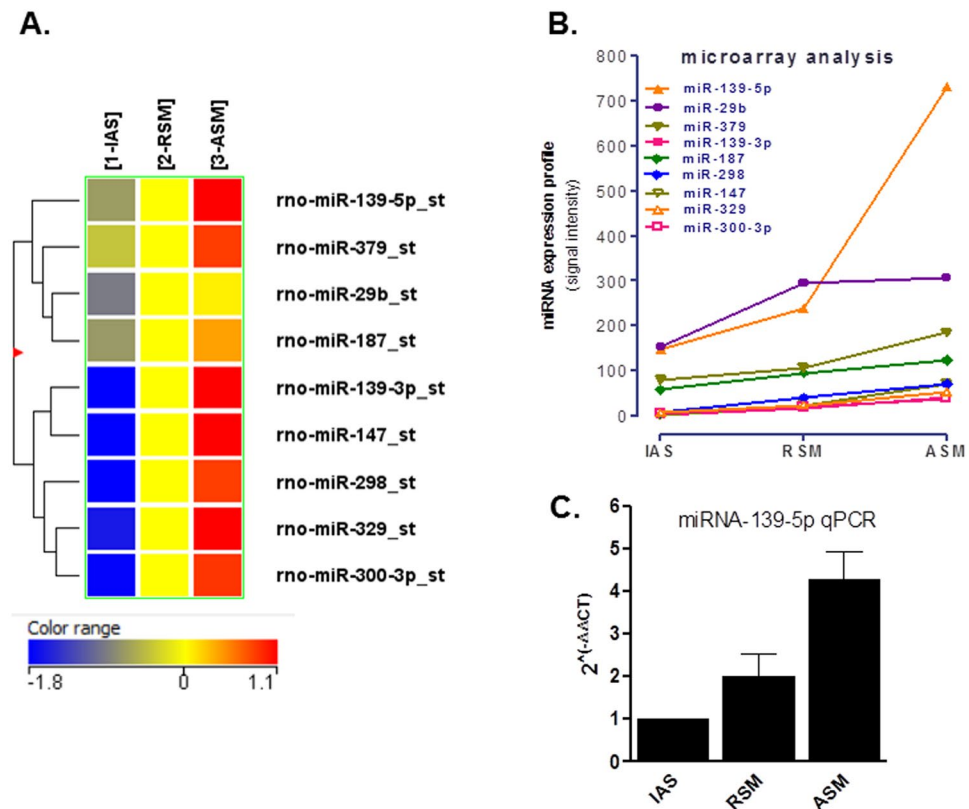 A.
[1-IAS]
[2-RSM]
[3-ASM]
rno-miR-139-5p_st
rno-miR-379_st
rno-miR-29b_st
rno-miR-187_st
rno-miR-139-3p_st
rno-miR-147_st
rno-miR-298_st
rno-miR-329_st
rno-miR-300-3p_st
Color range
-1.8 0 1.1
B.
microarray analysis
miRNA expression profile
(signal intensity)
800
700
600
500
400
300
200
100
0
miR-139-5p
miR-29b
miR-379
miR-139-3p
miR-187
miR-298
miR-147
miR-329
miR-300-3p
IAS RSM ASM
C.
miRNA-139-5p qPCR
2^(-ΔΔCT)
6
5
4
3
2
1
0
IAS RSM ASM